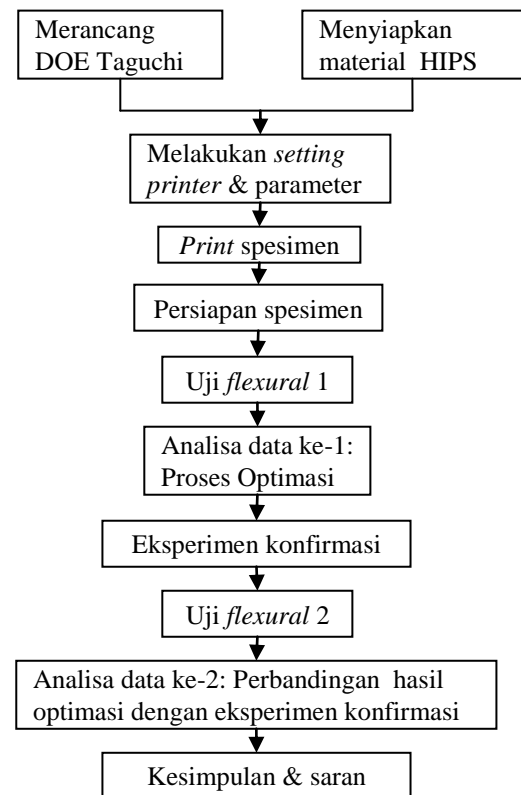 Merancang
DOE Taguchi
Menyiapkan
material HIPS
Melakukan setting
printer & parameter
Print spesimen
Persiapan spesimen
Uji flexural 1
Analisa data ke-1:
Proses Optimasi
Eksperimen konfirmasi
Uji flexural 2
Analisa data ke-2: Perbandingan hasil
optimasi dengan eksperimen konfirmasi
Kesimpulan & saran